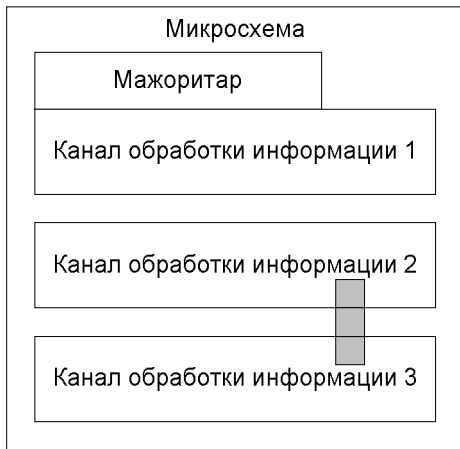 Микросхема
Мажоритар
Канал обработки информации 1
Канал обработки информации 2
Канал обработки информации 3